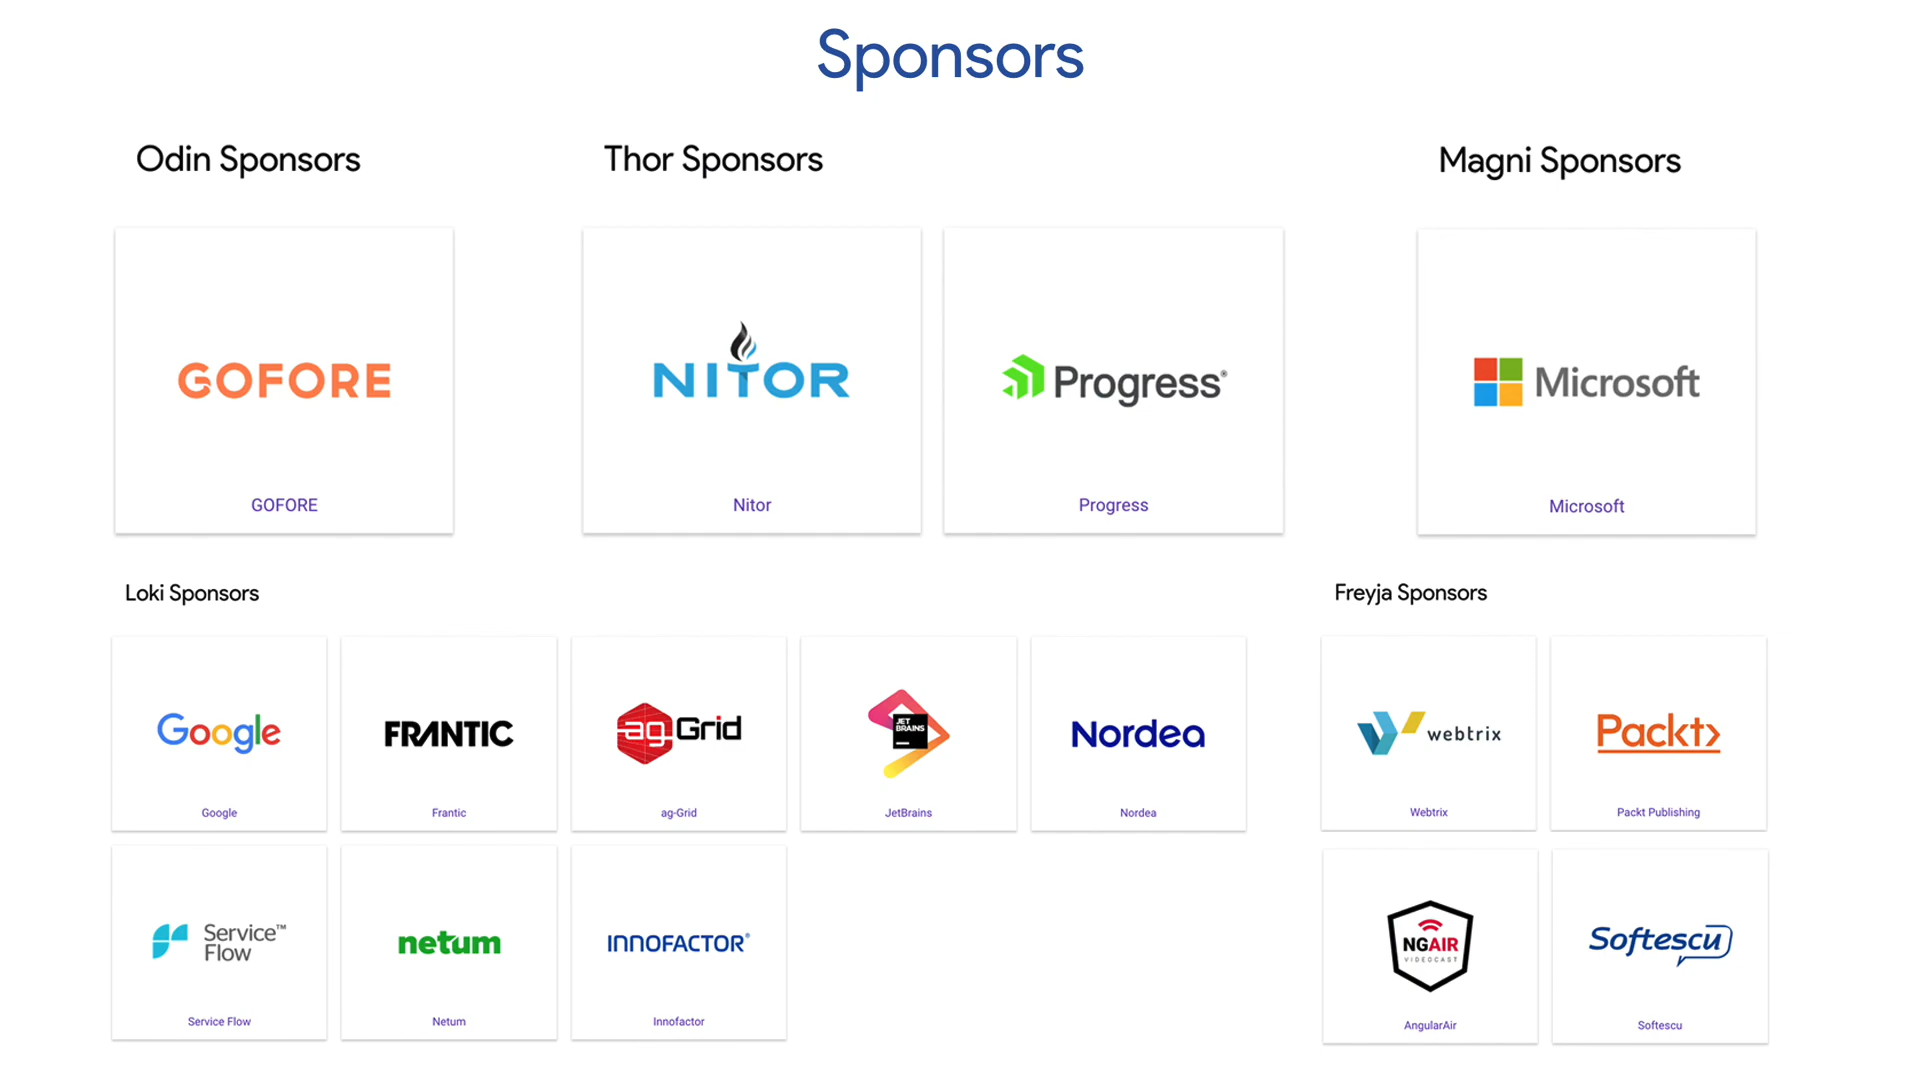 Sponsors
Odin Sponsors
GOFORE
GOFORE
Thor Sponsors
NITOR
Nitor
Progress®
Progress
Magni Sponsors
Microsoft
Microsoft
Loki Sponsors
Google
Google
FRANTIC
Frantic
ag Grid
ag-Grid
JET
BRAINS
JetBrains
Nordea
Nordea
Service™
Flow
Service Flow
netum
Netum
INNOFACTOR®
Innofactor
Freyja Sponsors
webtrix
Webtrix
Packt>
Packt Publishing
NGAIR
VIDEOCAST
AngularAir
Softescu
Softescu